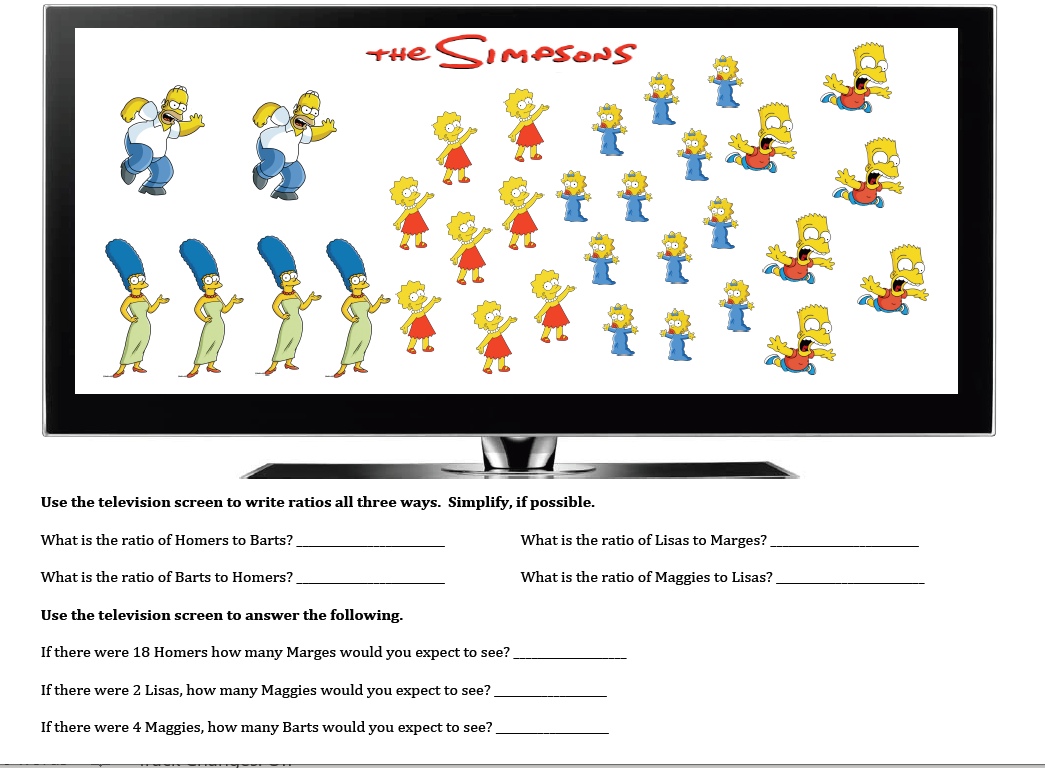 THE SIMPSONS
Use the television screen to write ratios all three ways. Simplify, if possible.
What is the ratio of Homers to Barts? ____________________
What is the ratio of Lisas to Marges? ____________________
What is the ratio of Barts to Homers? ____________________
What is the ratio of Maggies to Lisas? ____________________
Use the television screen to answer the following.
If there were 18 Homers how many Marges would you expect to see? _______________
If there were 2 Lisas, how many Maggies would you expect to see? _______________
If there were 4 Maggies, how many Barts would you expect to see? _______________